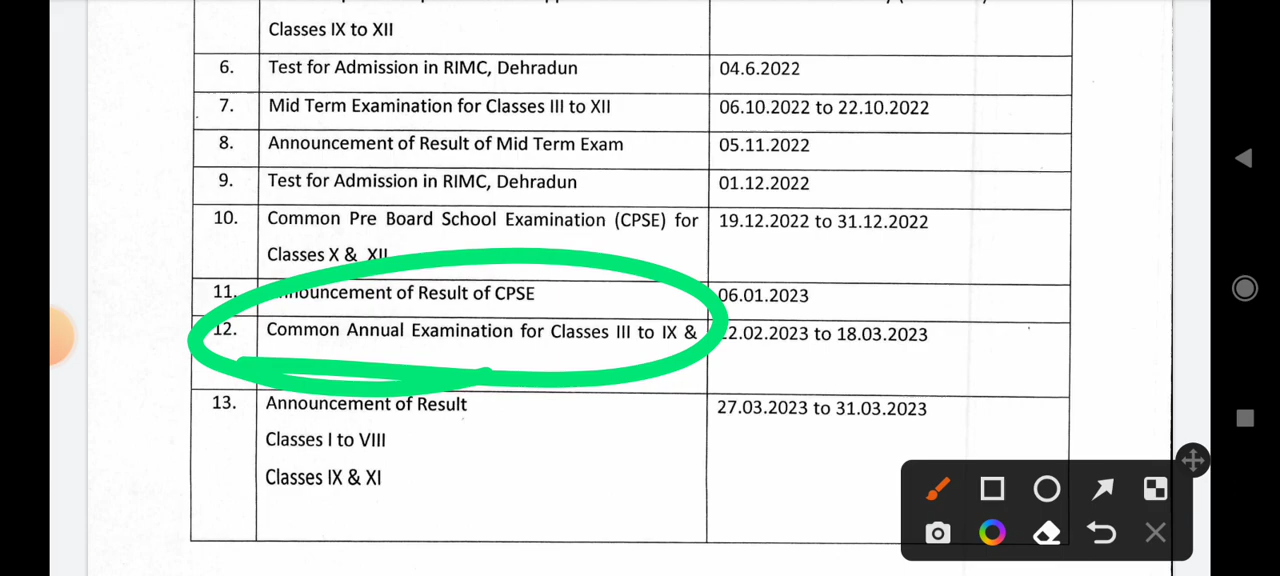 Classes IX to XII
6. Test for Admission in RIMC, Dehradun 04.6.2022
7. Mid Term Examination for Classes III to XII 06.10.2022 to 22.10.2022
8. Announcement of Result of Mid Term Exam 05.11.2022
9. Test for Admission in RIMC, Dehradun 01.12.2022
10. Common Pre Board School Examination (CPSE) for 19.12.2022 to 31.12.2022
Classes X & XII
11. Announcement of Result of CPSE 06.01.2023
12. Common Annual Examination for Classes III to IX & 22.02.2023 to 18.03.2023
13. Announcement of Result 27.03.2023 to 31.03.2023
Classes I to VIII
Classes IX & XI